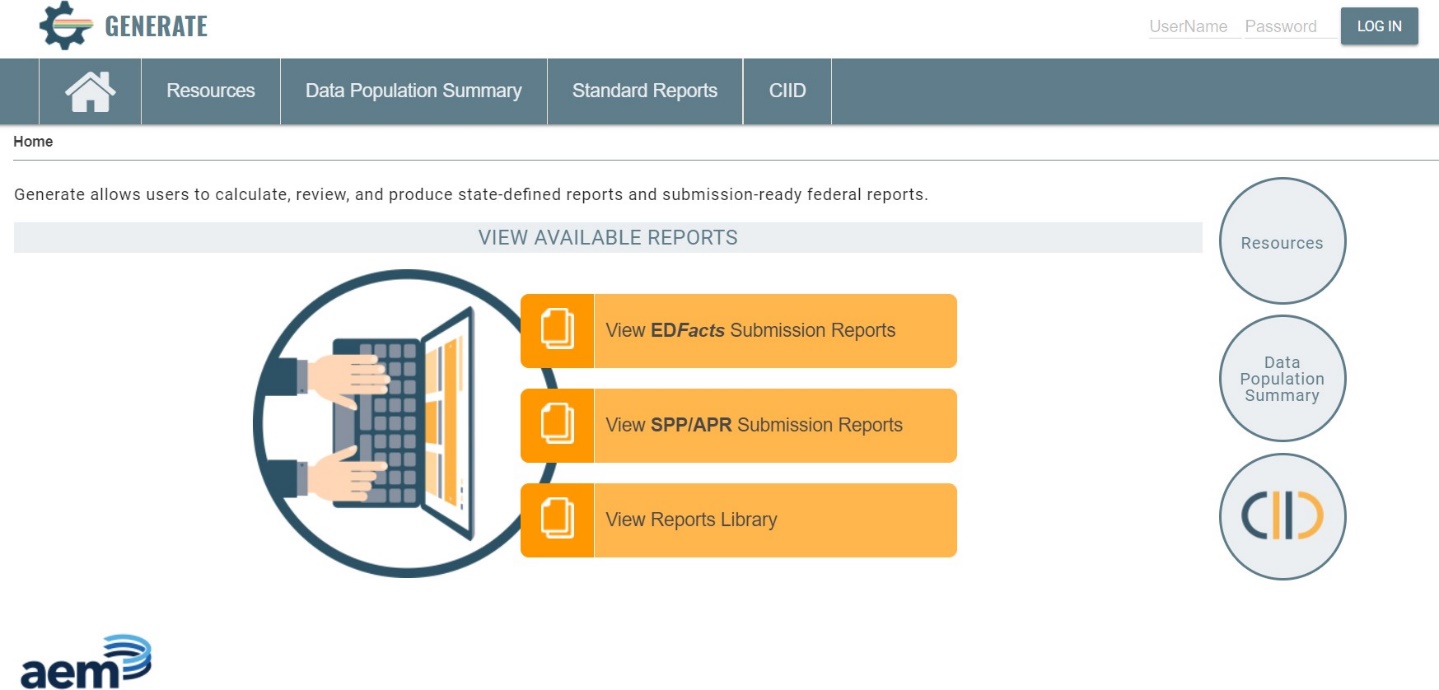 GENERATE
UserName Password LOG IN
Resources Data Population Summary Standard Reports CIID
Home
Generate allows users to calculate, review, and produce state-defined reports and submission-ready federal reports.
VIEW AVAILABLE REPORTS
View EDFacts Submission Reports
View SPP/APR Submission Reports
View Reports Library
Resources
Data
Population
Summary
CIID
aem